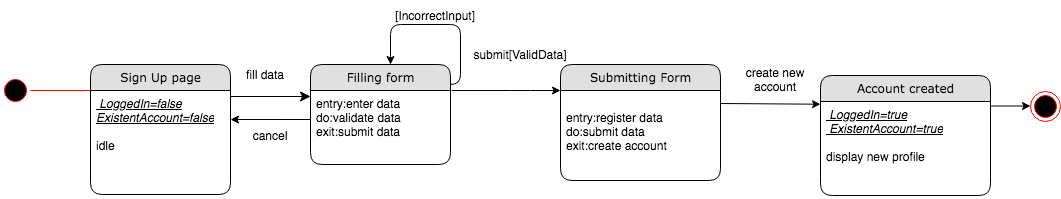 [IncorrectInput]
submit[ValidData]
Sign Up page
LoggedIn=false
ExistentAccount=false
idle
fill data
cancel
Filling form
entry:enter data
do:validate data
exit:submit data
Submitting Form
entry:register data
do:submit data
exit:create account
create new
account
Account created
LoggedIn=true
ExistentAccount=true
display new profile